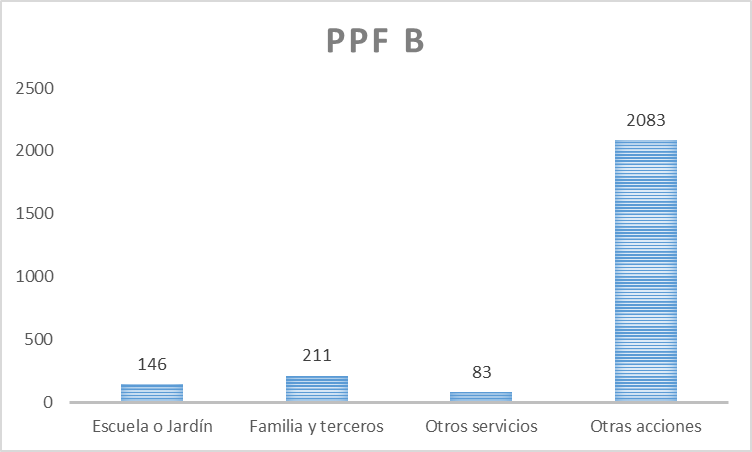 PPF B
2500
2000
1500
1000
500
0
146
211
83
2083
Escuela o Jardín
Familia y terceros
Otros servicios
Otras acciones